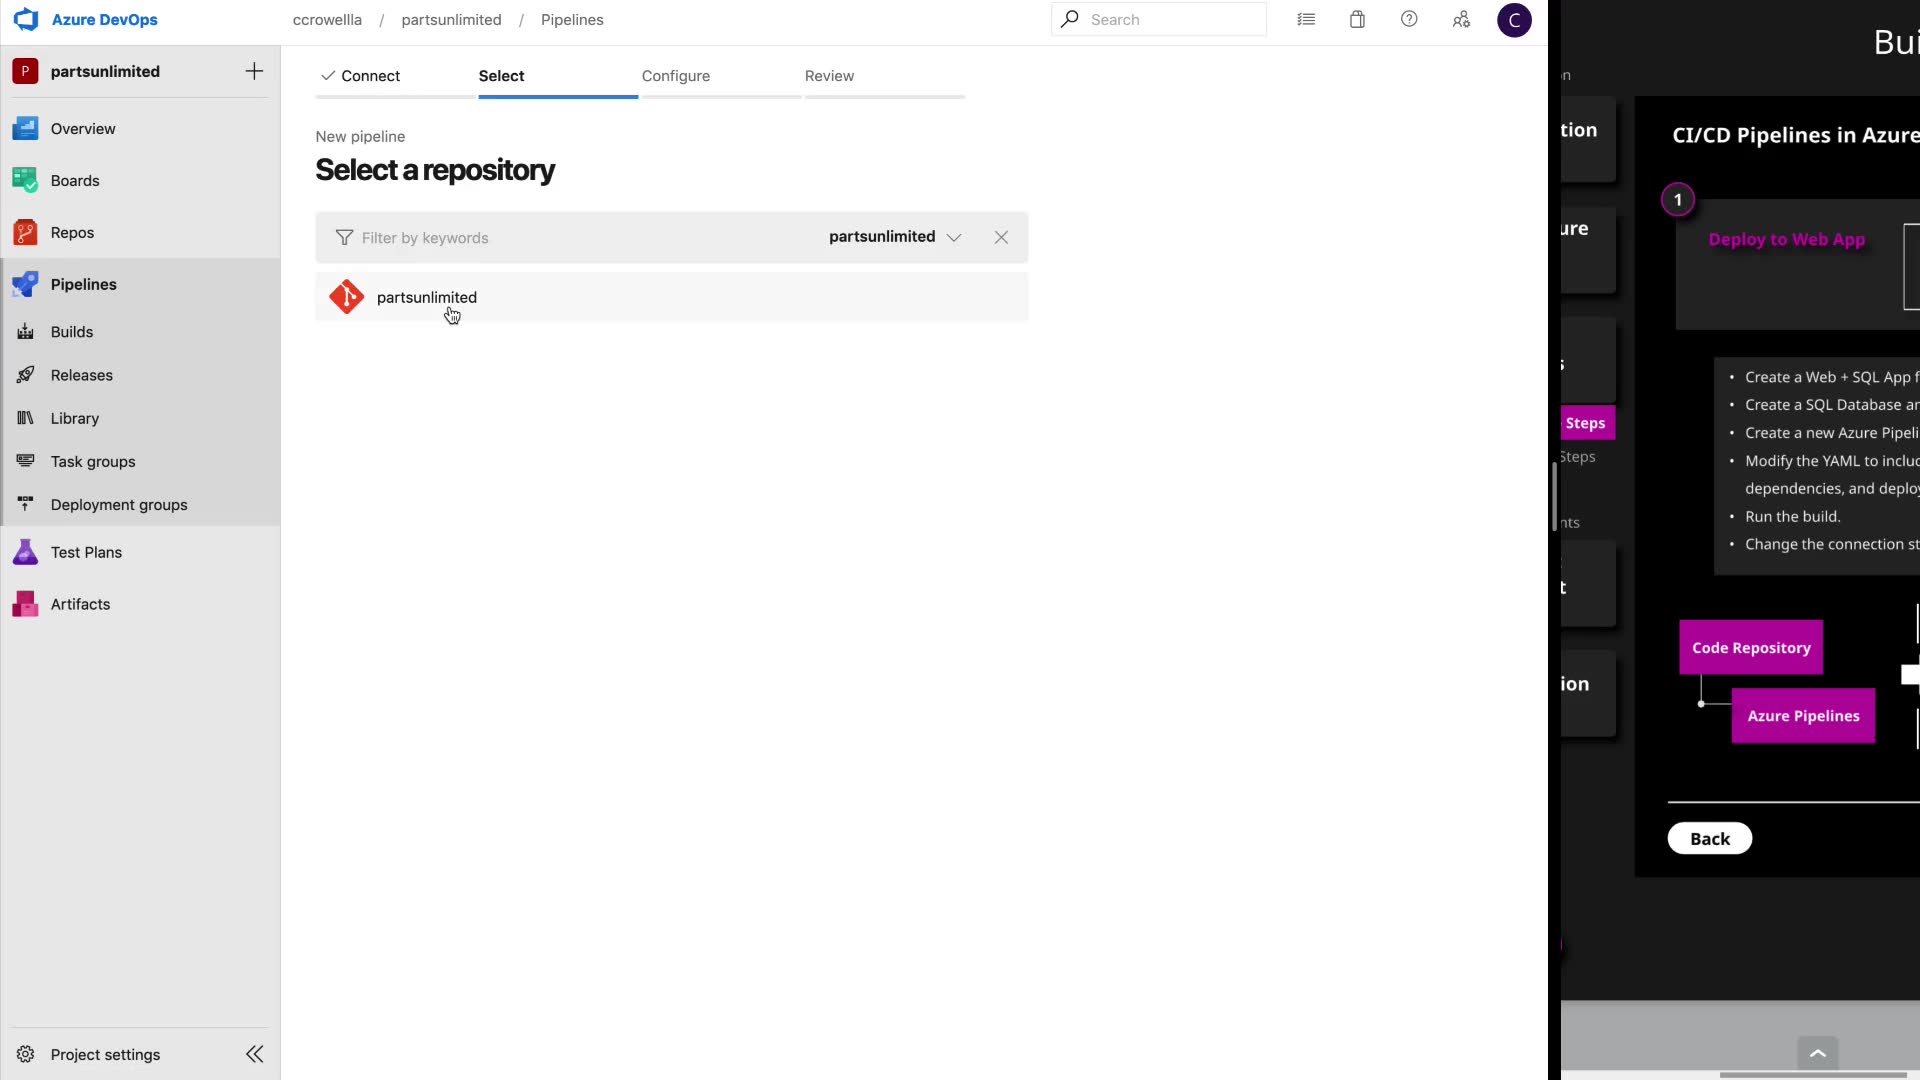 Azure DevOps
ccrowellla / partsunlimited / Pipelines
Search
C
P partsunlimited
Overview
Boards
Repos
Pipelines
Builds
Releases
Library
Task groups
Deployment groups
Test Plans
Artifacts
Project settings
Connect
Select
Configure
Review
New pipeline
Select a repository
Filter by keywords
partsunlimited
partsunlimited
Bui
n
tion
ure
s
Steps
Steps
nts
t
ion
CI/CD Pipelines in Azure
1
Deploy to Web App
• Create a Web + SQL App f
• Create a SQL Database an
• Create a new Azure Pipeli
• Modify the YAML to includ
dependencies, and deploy
• Run the build.
• Change the connection st
Code Repository
Azure Pipelines
Back